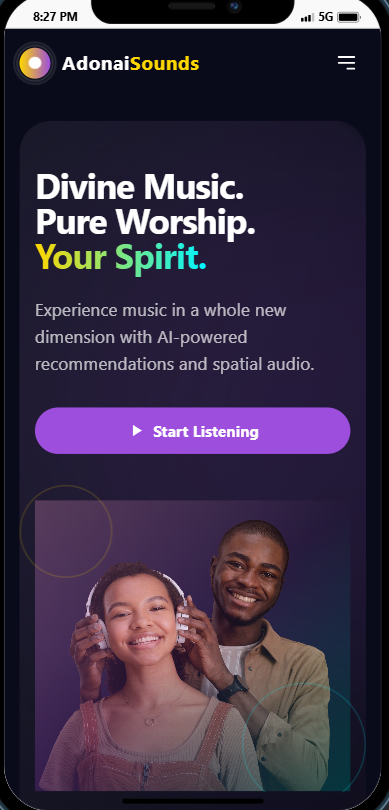 8:27 PM 5G
AdonaiSounds
Divine Music.
Pure Worship.
Your Spirit.
Experience music in a whole new
dimension with AI-powered
recommendations and spatial audio.
Start Listening